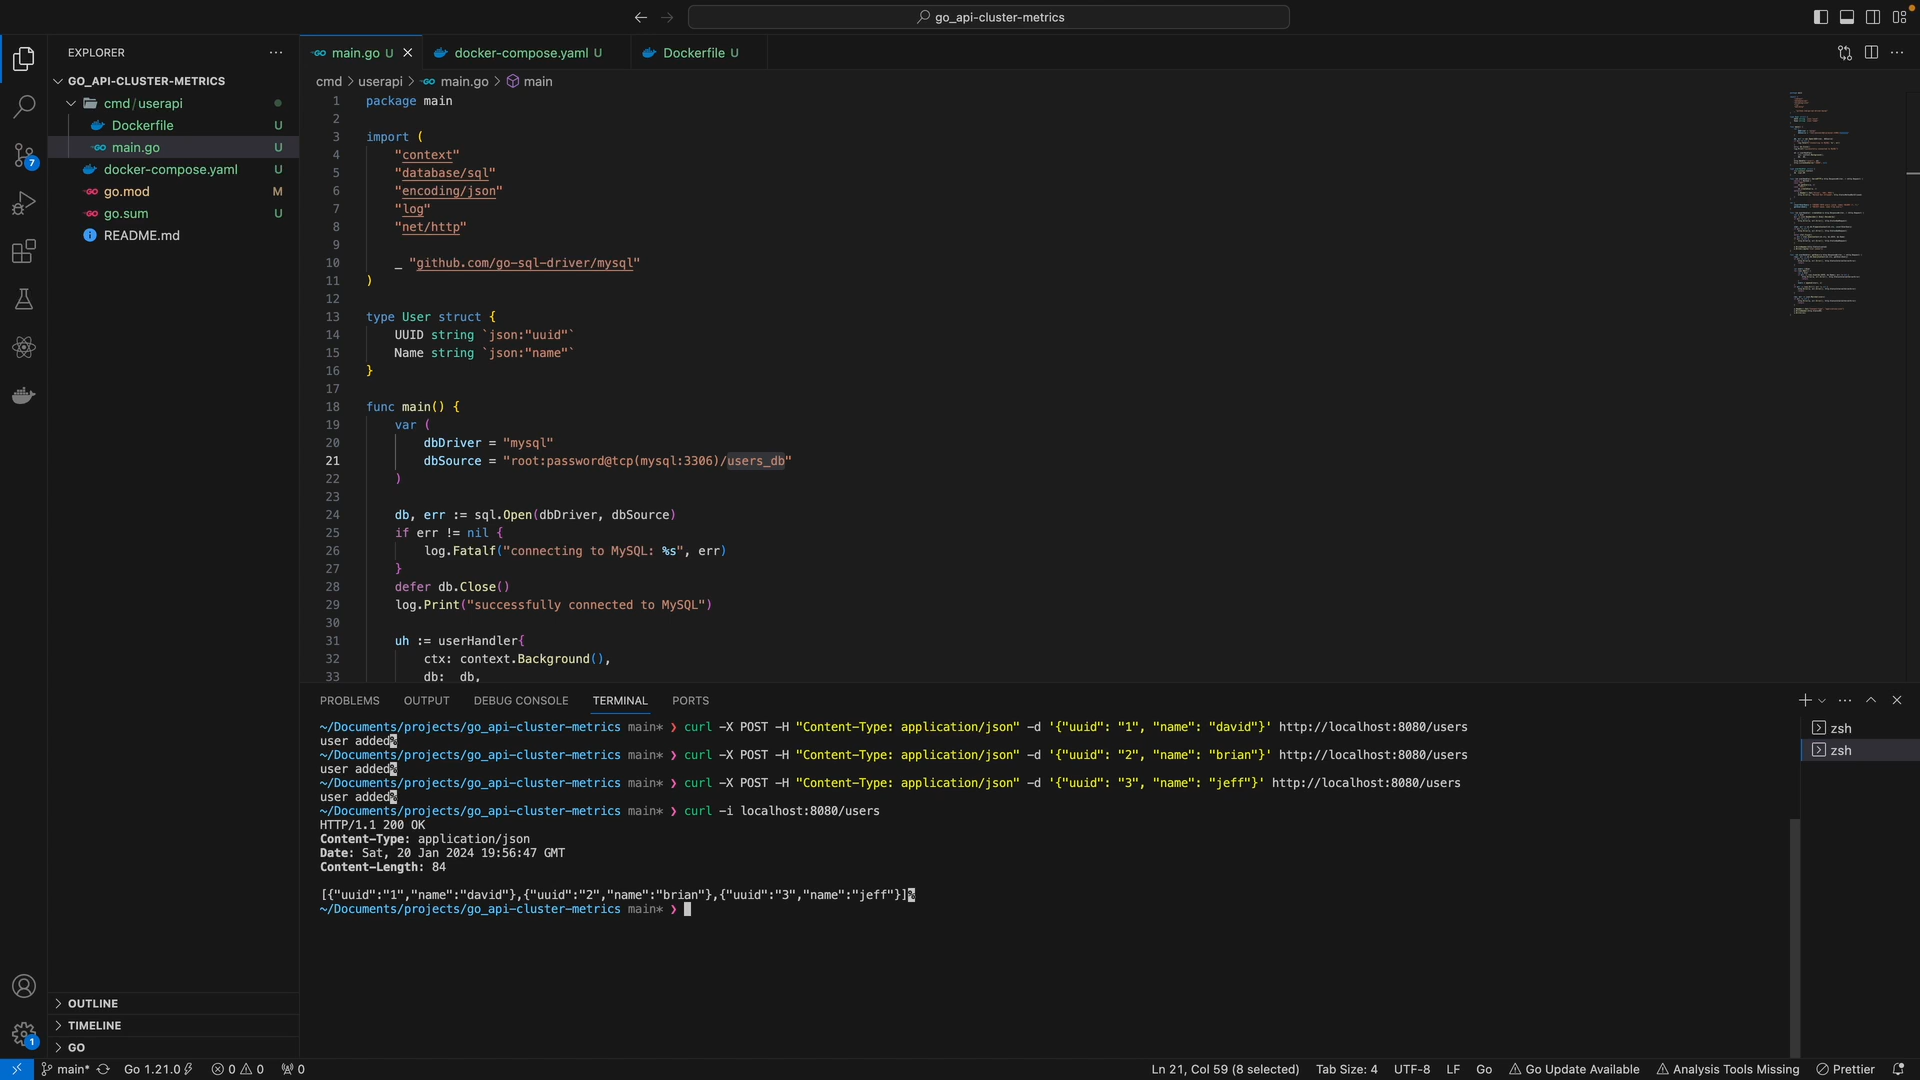 go_api-cluster-metrics
EXPLORER
GO_API-CLUSTER-METRICS
cmd/userapi
Dockerfile U
main.go U
docker-compose.yaml U
go.mod M
go.sum U
README.md
7
main.go U
docker-compose.yaml U
Dockerfile U
cmd > userapi > main.go > main
1 package main
2
3 import (
4 "context"
5 "database/sql"
6 "encoding/json"
7 "log"
8 "net/http"
9
10 _ "github.com/go-sql-driver/mysql"
11 )
12
13 type User struct {
14 UUID string `json:"uuid"`
15 Name string `json:"name"`
16 }
17
18 func main() {
19 var (
20 dbDriver = "mysql"
21 dbSource = "root:password@tcp(mysql:3306)/users_db"
22 )
23
24 db, err := sql.Open(dbDriver, dbSource)
25 if err != nil {
26 log.Fatalf("connecting to MySQL: %s", err)
27 }
28 defer db.Close()
29 log.Print("successfully connected to MySQL")
30
31 uh := userHandler{
32 ctx: context.Background(),
33 db: db,
PROBLEMS OUTPUT DEBUG CONSOLE TERMINAL PORTS
~/Documents/projects/go_api-cluster-metrics main* ❯ curl -X POST -H "Content-Type: application/json" -d '{"uuid": "1", "name": "david"}' http://localhost:8080/users
user added%
~/Documents/projects/go_api-cluster-metrics main* ❯ curl -X POST -H "Content-Type: application/json" -d '{"uuid": "2", "name": "brian"}' http://localhost:8080/users
user added%
~/Documents/projects/go_api-cluster-metrics main* ❯ curl -X POST -H "Content-Type: application/json" -d '{"uuid": "3", "name": "jeff"}' http://localhost:8080/users
user added%
~/Documents/projects/go_api-cluster-metrics main* ❯ curl -i localhost:8080/users
HTTP/1.1 200 OK
Content-Type: application/json
Date: Sat, 20 Jan 2024 19:56:47 GMT
Content-Length: 84
[{"uuid":"1","name":"david"},{"uuid":"2","name":"brian"},{"uuid":"3","name":"jeff"}]%
~/Documents/projects/go_api-cluster-metrics main* ❯
zsh
zsh
OUTLINE
TIMELINE
GO
1
main* Go 1.21.0 0 0 0 Ln 21, Col 59 (8 selected) Tab Size: 4 UTF-8 LF Go Go Update Available Analysis Tools Missing Prettier